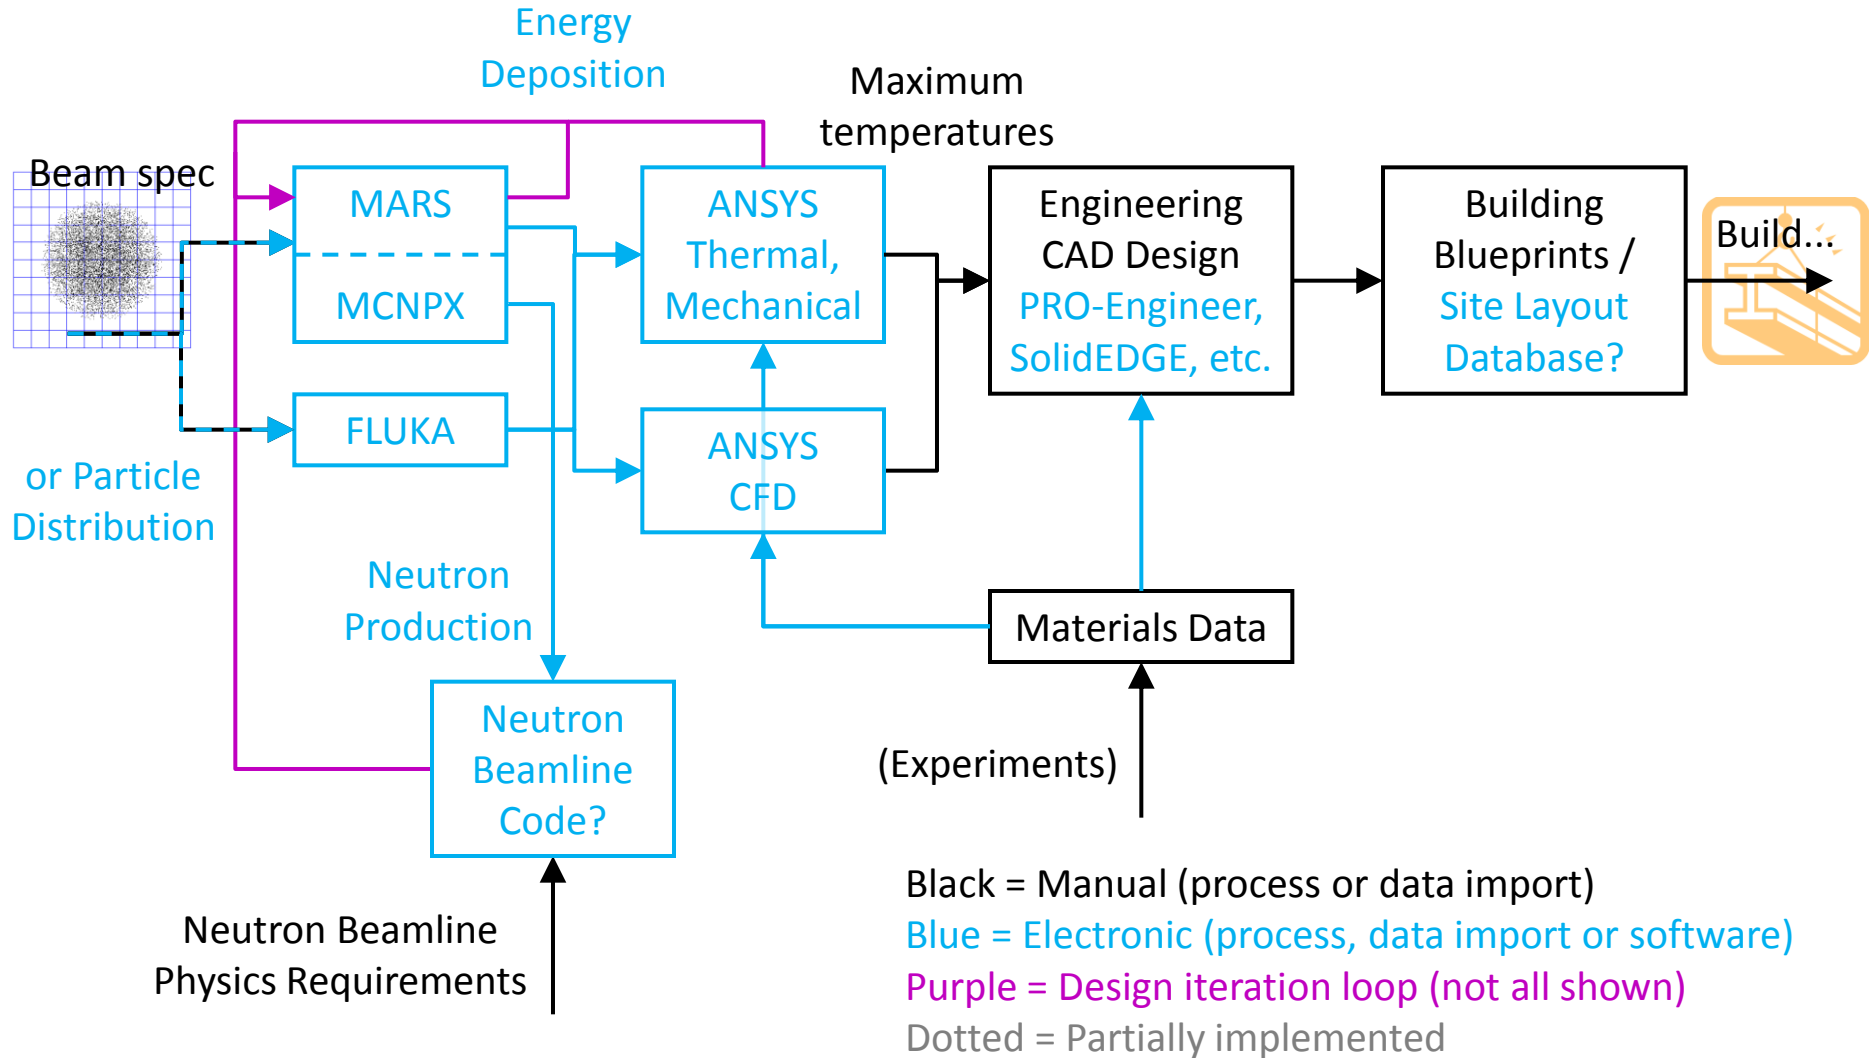 Energy
Deposition
Maximum
temperatures
Beam spec
MARS
MCNPX
FLUKA
or Particle
Distribution
ANSYS
Thermal,
Mechanical
ANSYS
CFD
Engineering
CAD Design
PRO-Engineer,
SolidEDGE, etc.
Building
Blueprints /
Site Layout
Database?
Build...
Neutron
Production
Materials Data
Neutron
Beamline
Code?
(Experiments)
Neutron Beamline
Physics Requirements
Black = Manual (process or data import)
Blue = Electronic (process, data import or software)
Purple = Design iteration loop (not all shown)
Dotted = Partially implemented